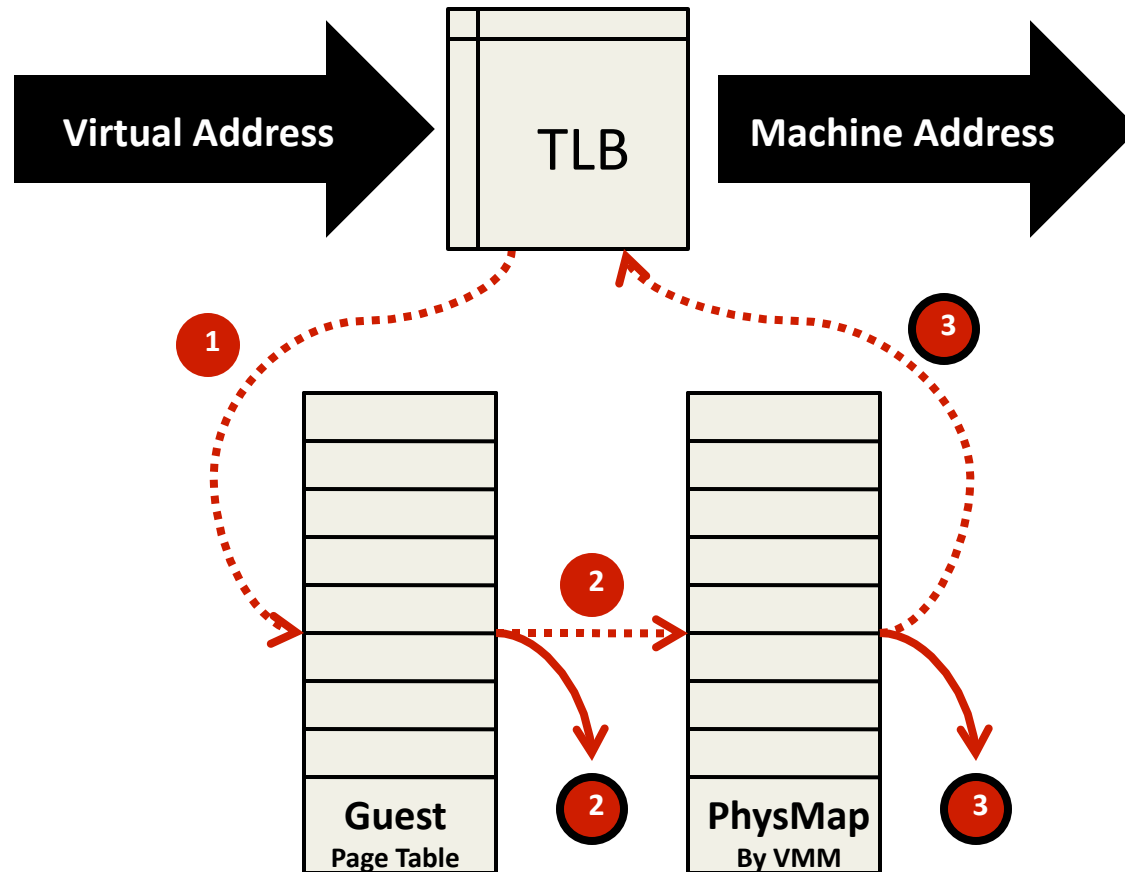 Virtual Address
TLB
Machine Address
1
3
2
2
3
Guest
Page Table
PhysMap
By VMM